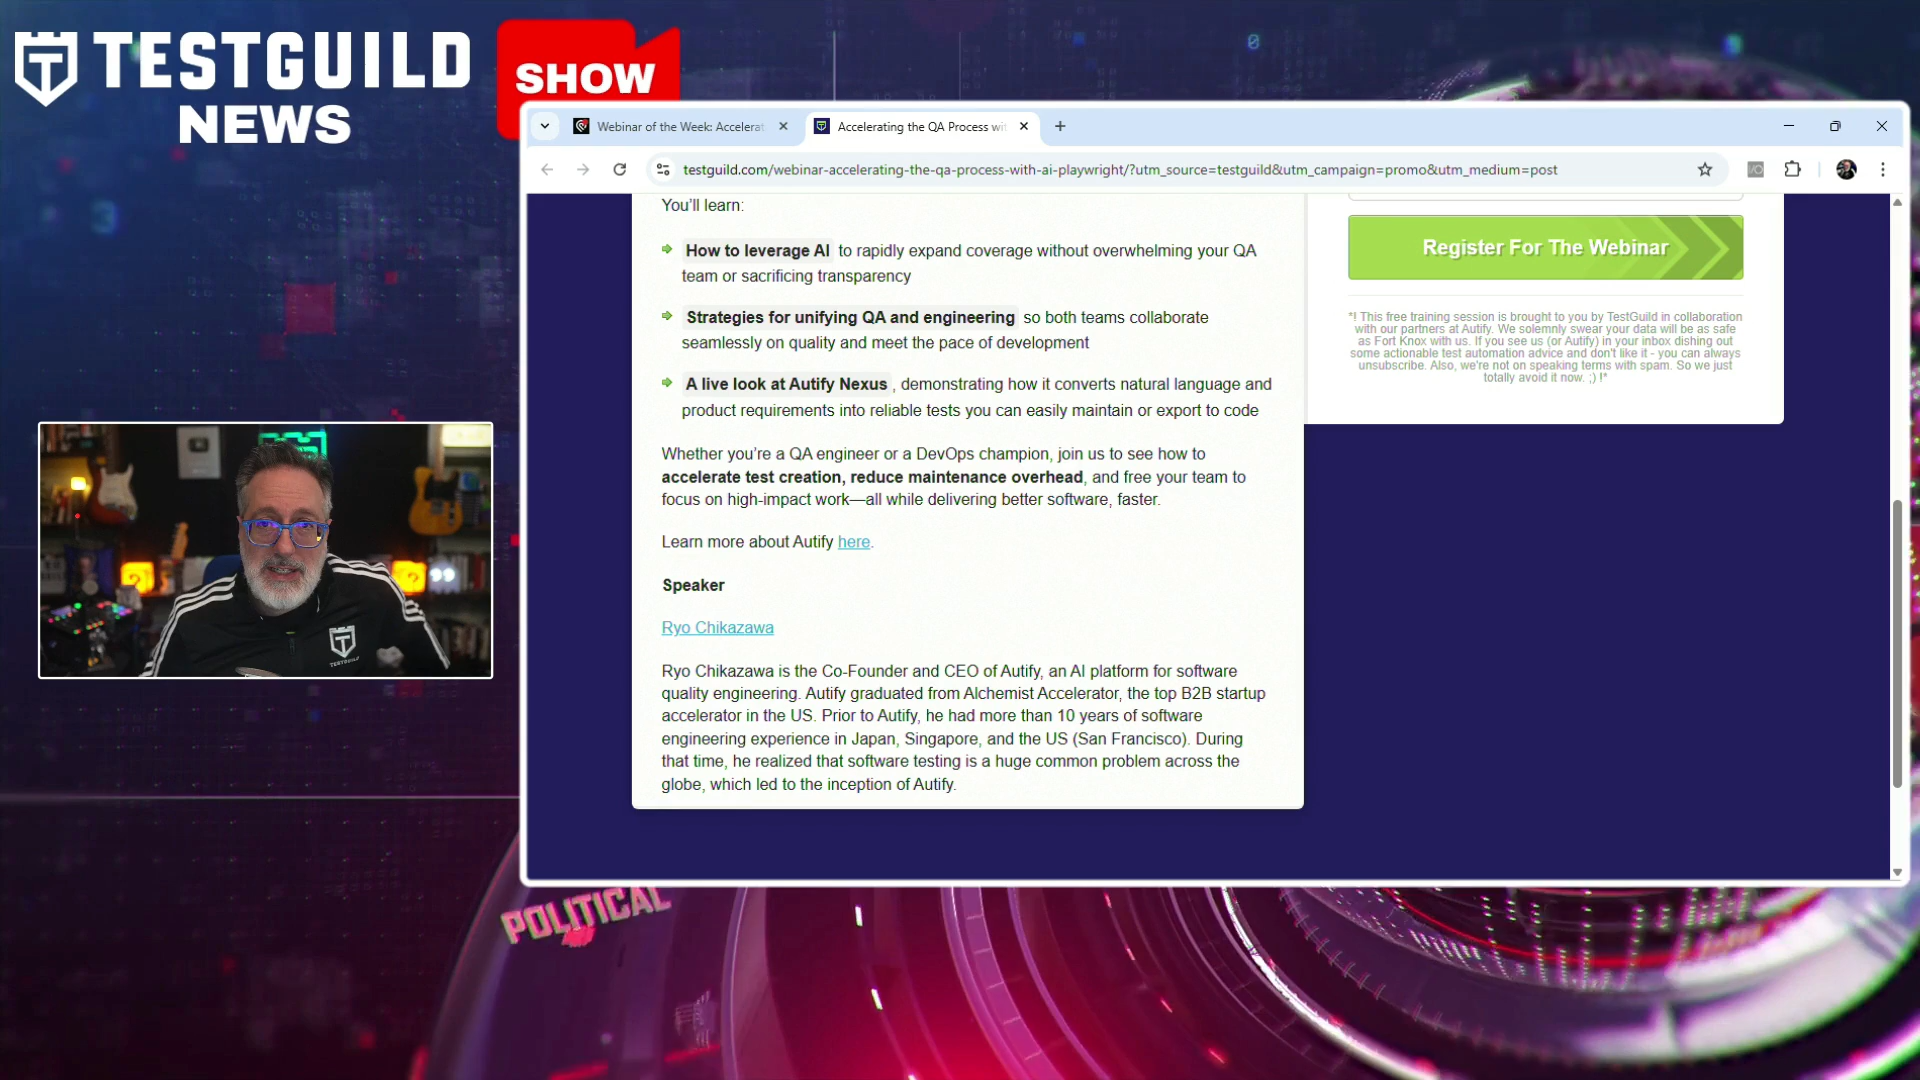 TESTGUILD
NEWS
SHOW
Webinar of the Week: Accelerat
Accelerating the QA Process wit
testguild.com/webinar-accelerating-the-qa-process-with-ai-playwright/?utm_source=testguild&utm_campaign=promo&utm_medium=post
You'll learn:
How to leverage AI to rapidly expand coverage without overwhelming your QA
team or sacrificing transparency
Strategies for unifying QA and engineering so both teams collaborate
seamlessly on quality and meet the pace of development
A live look at Autify Nexus , demonstrating how it converts natural language and
product requirements into reliable tests you can easily maintain or export to code
Whether you're a QA engineer or a DevOps champion, join us to see how to
accelerate test creation, reduce maintenance overhead, and free your team to
focus on high-impact work—all while delivering better software, faster.
Learn more about Autify here.
Speaker
Ryo Chikazawa
Ryo Chikazawa is the Co-Founder and CEO of Autify, an AI platform for software
quality engineering. Autify graduated from Alchemist Accelerator, the top B2B startup
accelerator in the US. Prior to Autify, he had more than 10 years of software
engineering experience in Japan, Singapore, and the US (San Francisco). During
that time, he realized that software testing is a huge common problem across the
globe, which led to the inception of Autify.
Register For The Webinar
*! This free training session is brought to you by TestGuild in collaboration
with our partners at Autify. We solemnly swear your data will be as safe
as Fort Knox with us. If you see us (or Autify) in your inbox dishing out
some actionable test automation advice and don't like it - you can always
unsubscribe. Also, we're not on speaking terms with spam. So we just
totally avoid it now. ;) !*
TESTGUILD
POLITICAL